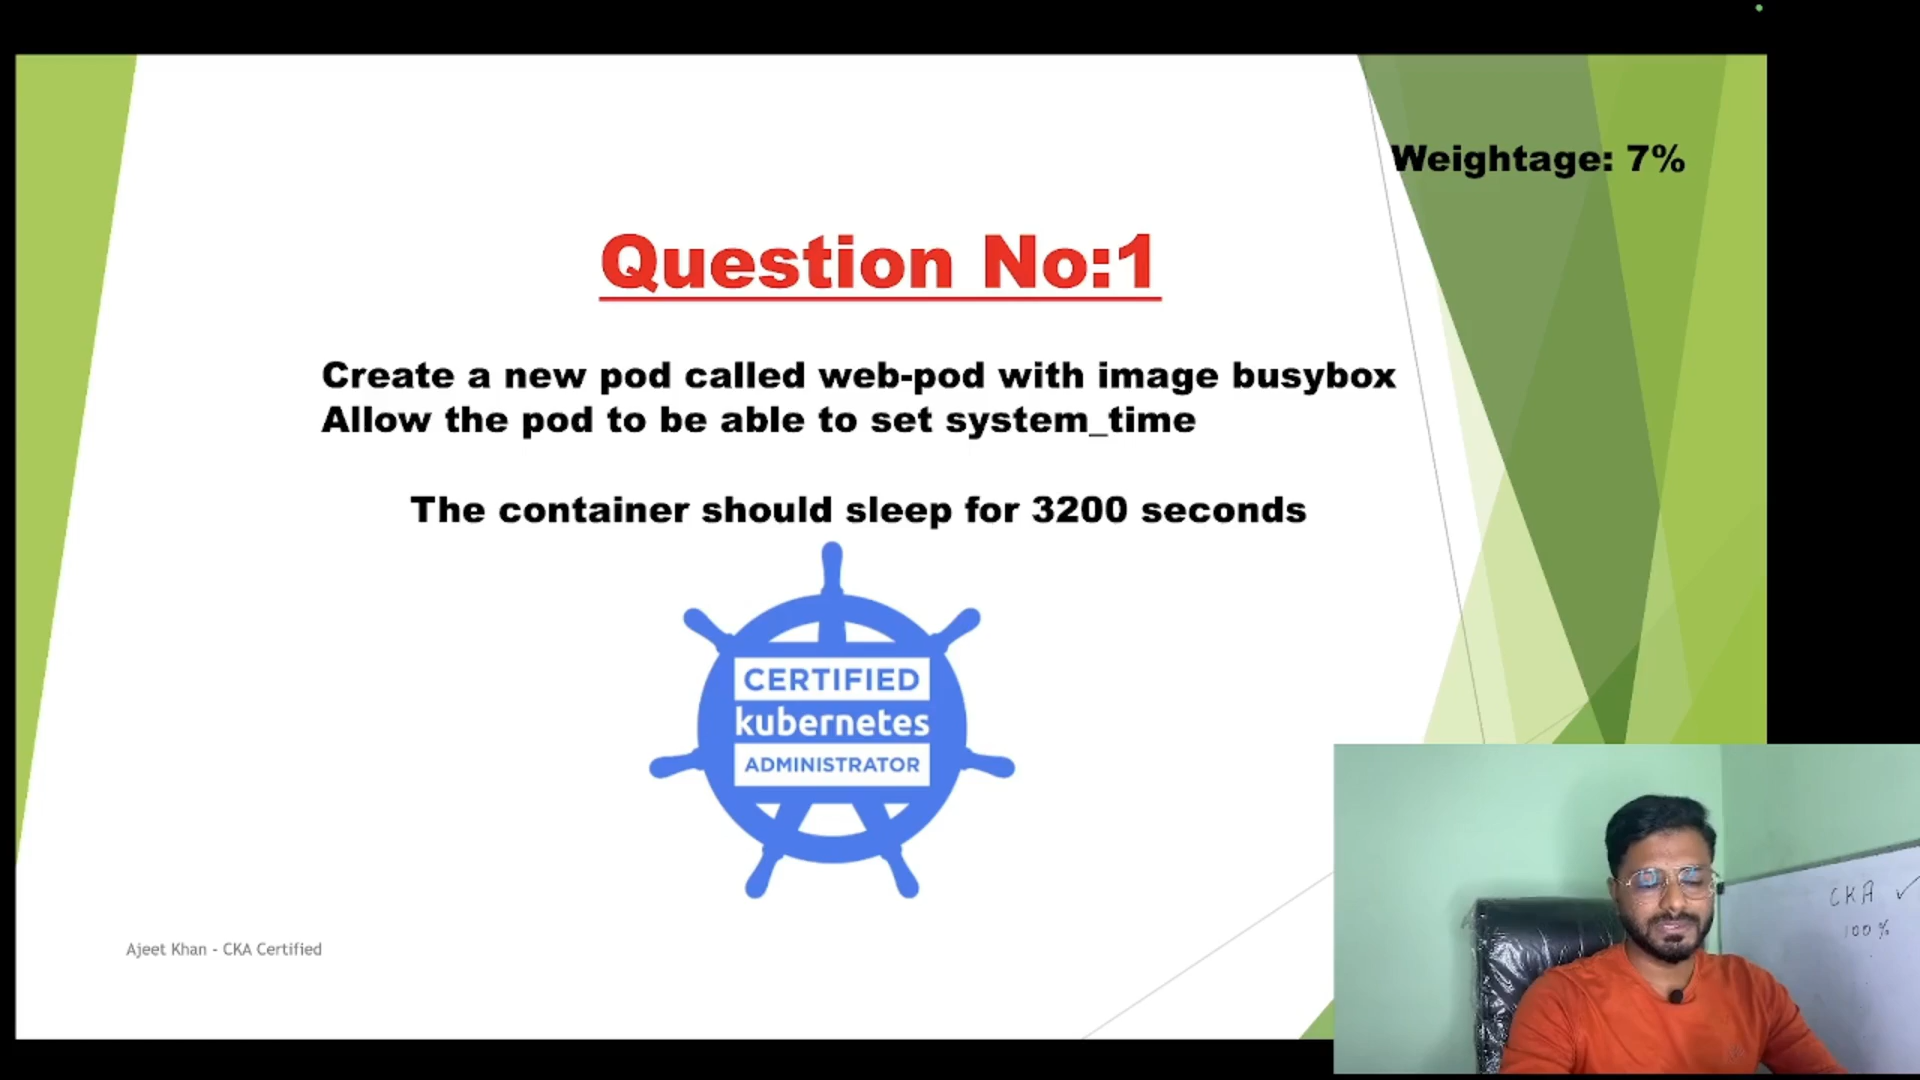 Weightage: 7%
Question No:1
Create a new pod called web-pod with image busybox
Allow the pod to be able to set system_time
The container should sleep for 3200 seconds
CERTIFIED
kubernetes
ADMINISTRATOR
Ajeet Khan - CKA Certified
CKA
100%